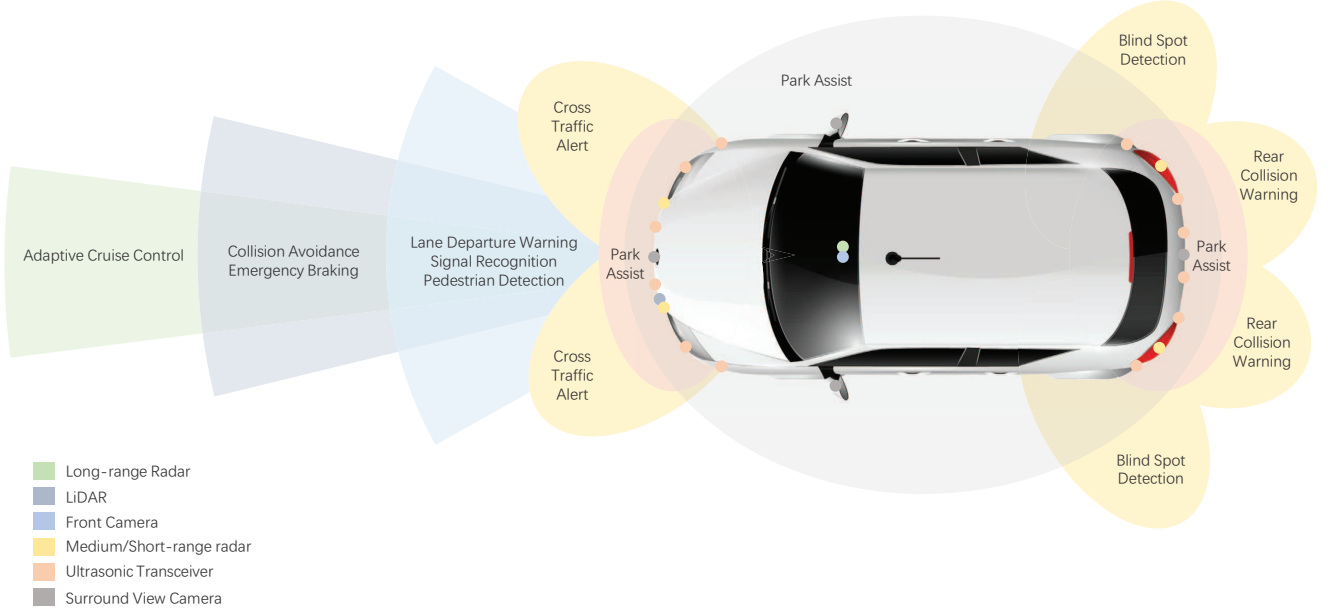 Adaptive Cruise Control
Collision Avoidance
Emergency Braking
Lane Departure Warning
Signal Recognition
Pedestrian Detection
Cross
Traffic
Alert
Cross
Traffic
Alert
Park
Assist
Park Assist
Blind Spot
Detection
Rear
Collision
Warning
Park
Assist
Rear
Collision
Warning
Blind Spot
Detection
Long-range Radar
LiDAR
Front Camera
Medium/Short-range radar
Ultrasonic Transceiver
Surround View Camera